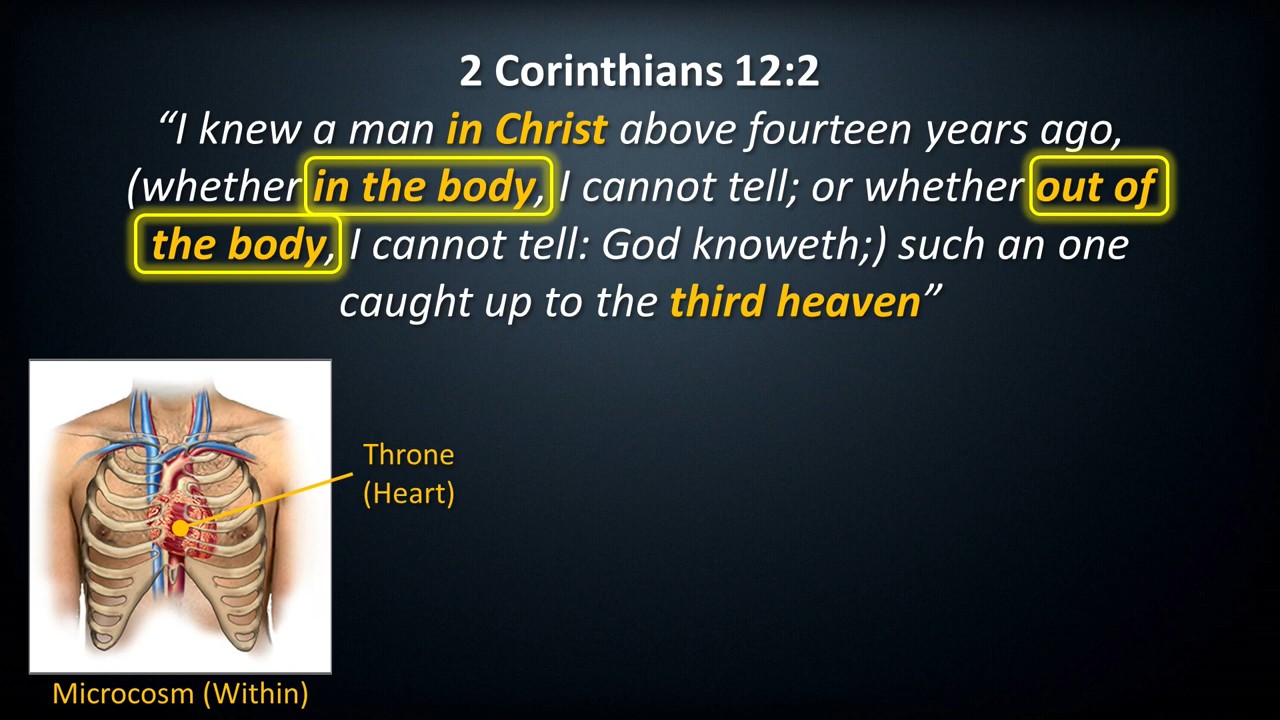 2 Corinthians 12:2
“I knew a man in Christ above fourteen years ago,
(whether in the body, I cannot tell; or whether out of
the body, I cannot tell: God knoweth;) such an one
caught up to the third heaven”
Throne
(Heart)
Microcosm (Within)